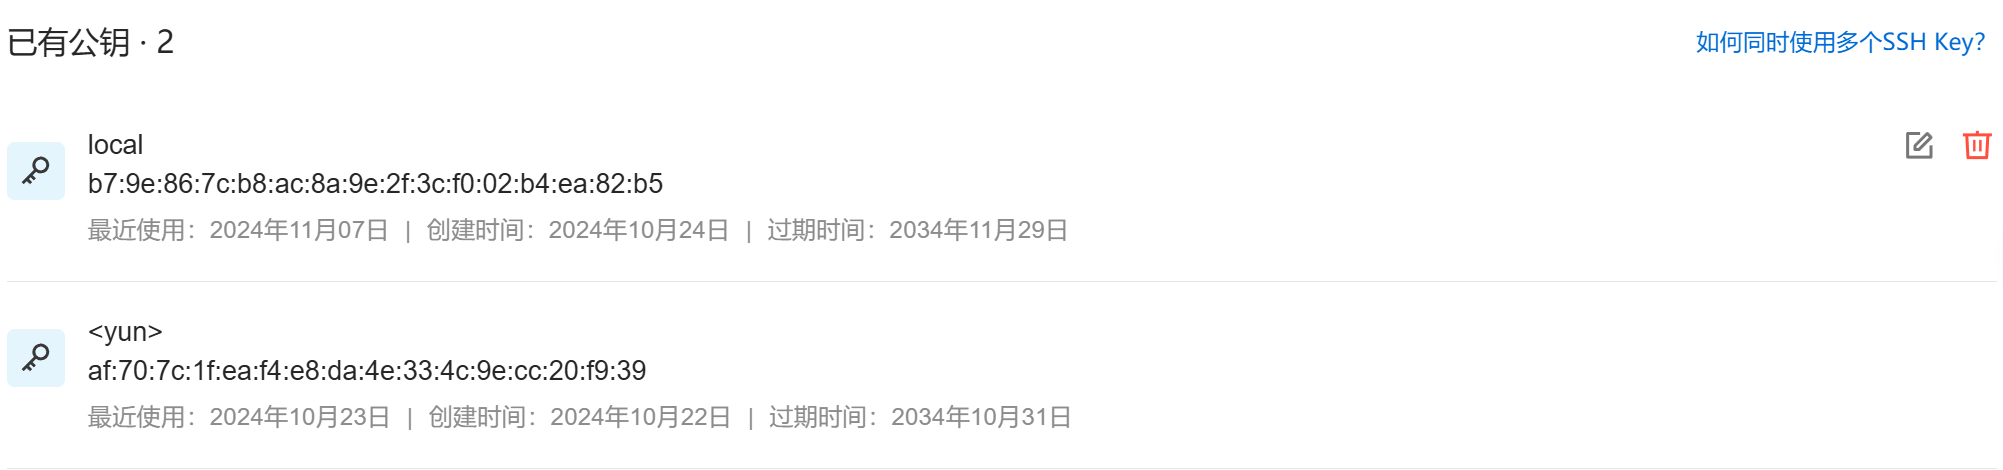 已有公钥 · 2
如何同时使用多个SSH Key?
local
b7:9e:86:7c:b8:ac:8a:9e:2f:3c:f0:02:b4:ea:82:b5
最近使用：2024年11月07日 | 创建时间：2024年10月24日 | 过期时间：2034年11月29日
<yun>
af:70:7c:1f:ea:f4:e8:da:4e:33:4c:9e:cc:20:f9:39
最近使用：2024年10月23日 | 创建时间：2024年10月22日 | 过期时间：2034年10月31日